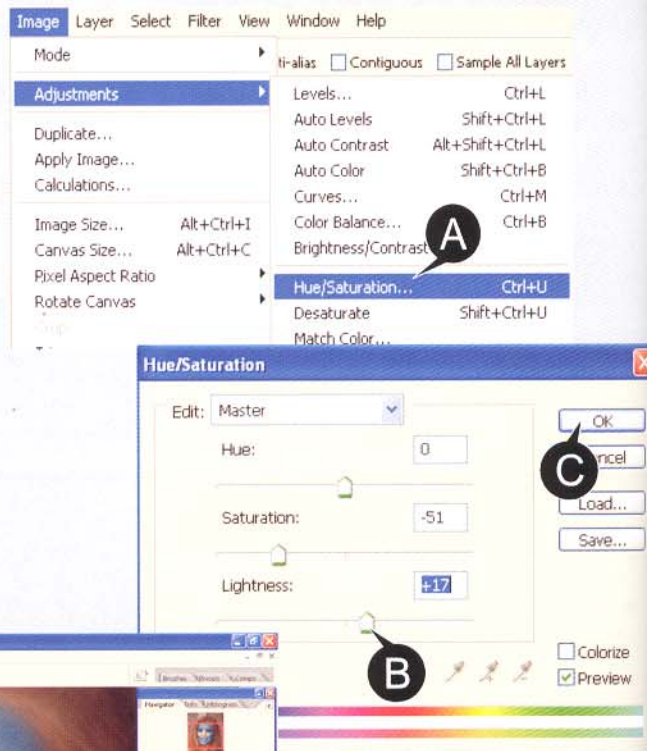 Image Layer Select Filter View Window Help
Mode
ti-alias Contiguous Sample All Layers
Adjustments
Duplicate...
Apply Image...
Calculations...
Image Size... Alt+Ctrl+I
Canvas Size... Alt+Ctrl+C
Pixel Aspect Ratio
Rotate Canvas
Levels... Ctrl+L
Auto Levels Shift+Ctrl+L
Auto Contrast Alt+Shift+Ctrl+L
Auto Color Shift+Ctrl+B
Curves... Ctrl+M
Color Balance... Ctrl+B
Brightness/Contrast
A
Hue/Saturation... Ctrl+U
Desaturate Shift+Ctrl+U
Match Color...
Hue/Saturation
Edit: Master
Hue: 0
Saturation: -51
Lightness: +17
OK
C
ncel
Load...
Save...
B
Colorize
Preview
Navigator